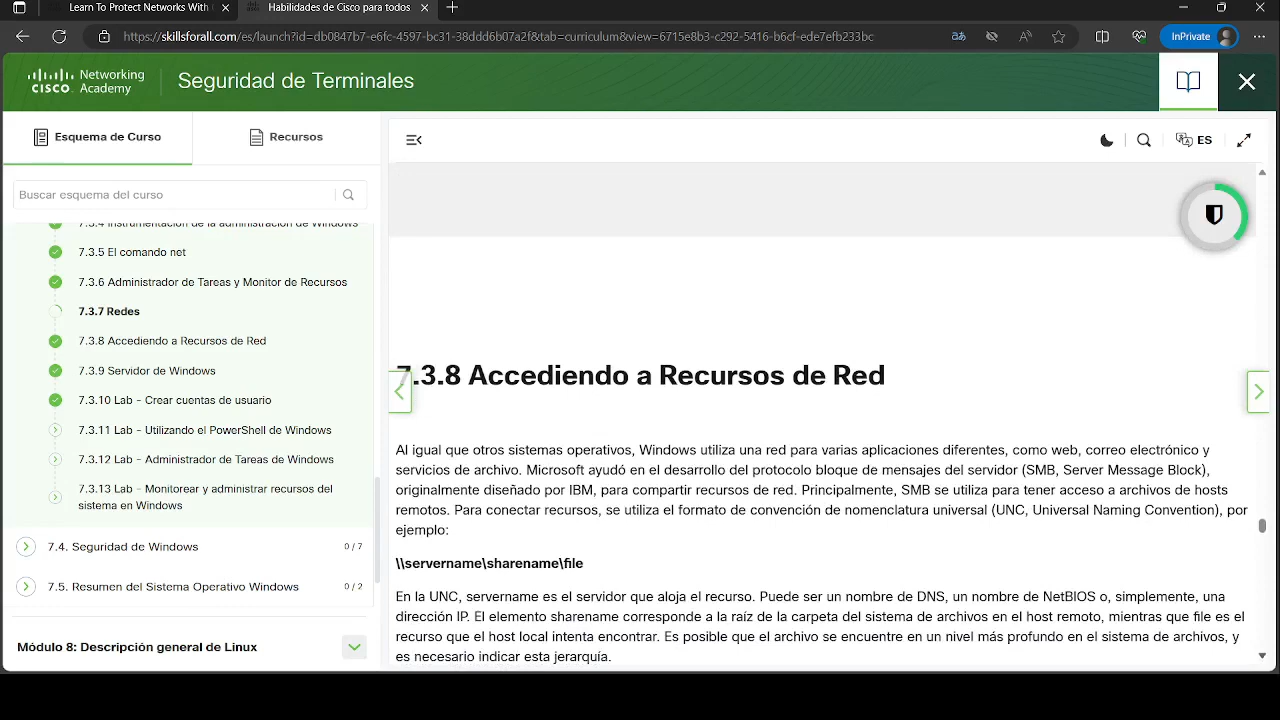 Learn To Protect Networks With
Habilidades de Cisco para todos
https://skillsforall.com/es/launch?id=db0847b7-e6fc-4597-bc31-38ddd6b07a2f&tab=curriculum&view=6715e8b3-c292-5416-b6cf-ede7efb233bc
InPrivate
Networking
CISCO Academy
Seguridad de Terminales
Esquema de Curso
Recursos
ES
Buscar esquema del curso
7.3.4 Instrumentación de la administración de Windows
7.3.5 El comando net
7.3.6 Administrador de Tareas y Monitor de Recursos
7.3.7 Redes
7.3.8 Accediendo a Recursos de Red
7.3.9 Servidor de Windows
7.3.10 Lab - Crear cuentas de usuario
7.3.11 Lab - Utilizando el PowerShell de Windows
7.3.12 Lab - Administrador de Tareas de Windows
7.3.13 Lab - Monitorear y administrar recursos del
sistema en Windows
7.4. Seguridad de Windows 0 / 7
7.5. Resumen del Sistema Operativo Windows 0 / 2
Módulo 8: Descripción general de Linux
7.3.8 Accediendo a Recursos de Red
Al igual que otros sistemas operativos, Windows utiliza una red para varias aplicaciones diferentes, como web, correo electrónico y
servicios de archivo. Microsoft ayudó en el desarrollo del protocolo bloque de mensajes del servidor (SMB, Server Message Block),
originalmente diseñado por IBM, para compartir recursos de red. Principalmente, SMB se utiliza para tener acceso a archivos de hosts
remotos. Para conectar recursos, se utiliza el formato de convención de nomenclatura universal (UNC, Universal Naming Convention), por
ejemplo:
\\servername\sharename\file
En la UNC, servername es el servidor que aloja el recurso. Puede ser un nombre de DNS, un nombre de NetBIOS o, simplemente, una
dirección IP. El elemento sharename corresponde a la raíz de la carpeta del sistema de archivos en el host remoto, mientras que file es el
recurso que el host local intenta encontrar. Es posible que el archivo se encuentre en un nivel más profundo en el sistema de archivos, y
es necesario indicar esta jerarquía.